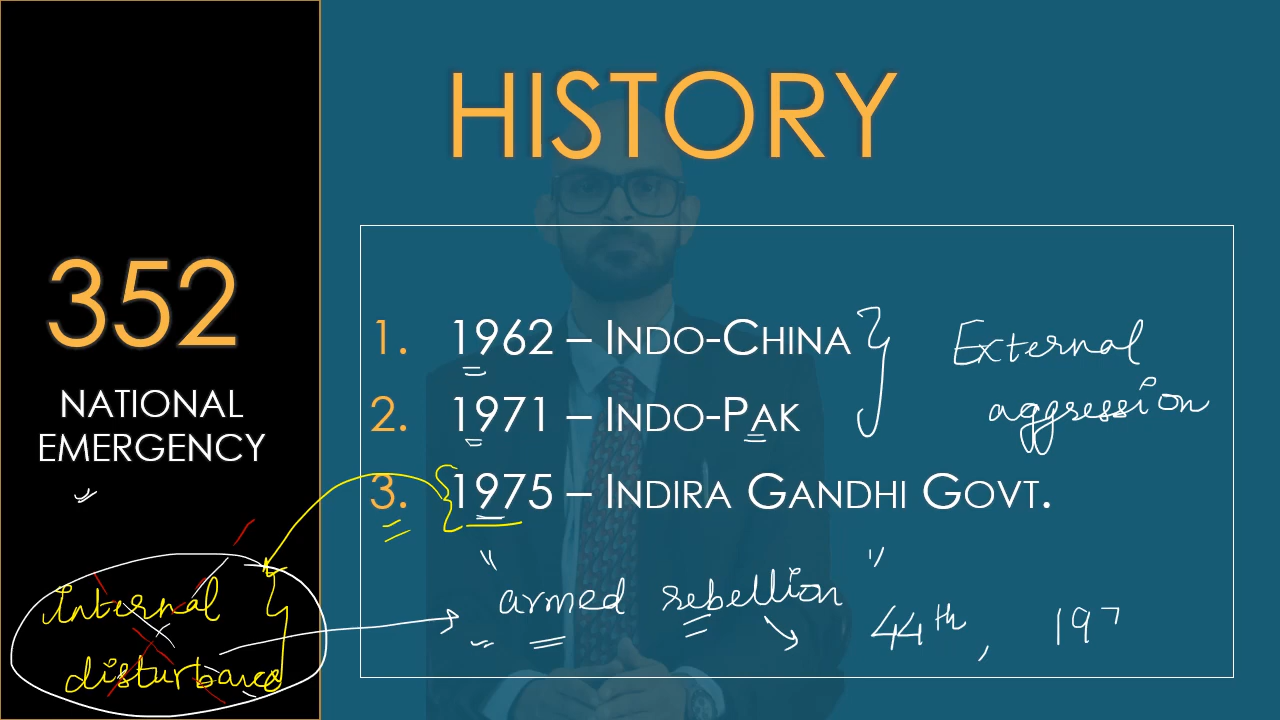 HISTORY
352
NATIONAL
EMERGENCY
1. 1962 – INDO-CHINA
2. 1971 – INDO-PAK
3. 1975 – INDIRA GANDHI GOVT.
External
aggression
internal
disturbance
" armed rebellion "
44th, 197